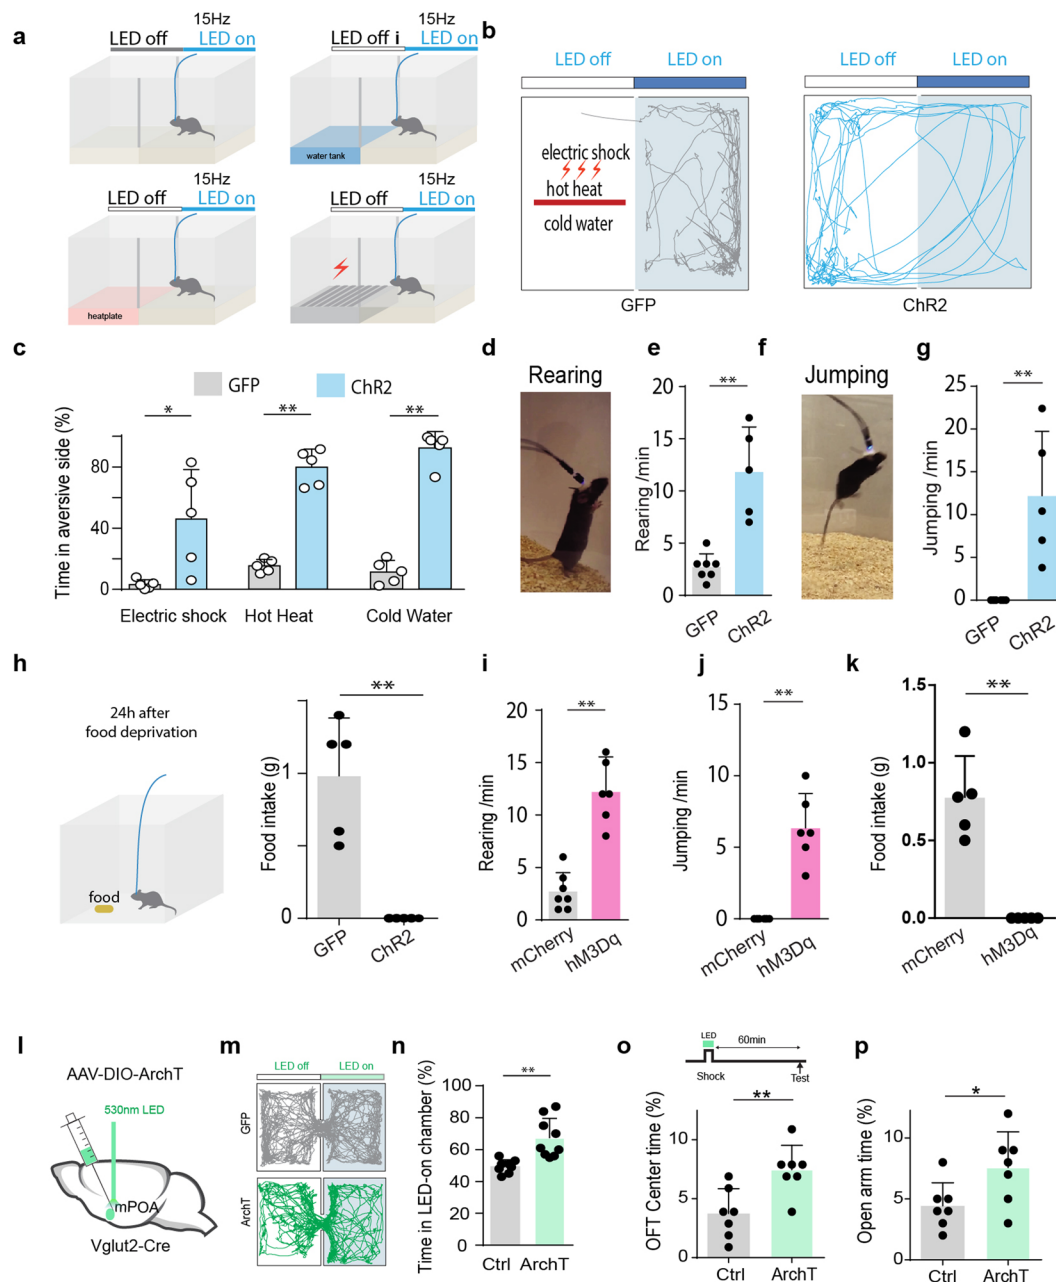 a
15Hz
LED off
LED on
15Hz
LED off i
LED on
water tank
15Hz
LED off
LED on
heatplate
15Hz
LED off
LED on
b
LED off
LED on
electric shock
hot heat
cold water
GFP
LED off
LED on
ChR2
c
GFP
ChR2
Time in aversive side (%)
80
40
0
*
**
**
Electric shock
Hot Heat
Cold Water
d
Rearing
e
Rearing /min
20
15
10
5
0
**
GFP
ChR2
f
Jumping
g
Jumping /min
25
20
15
10
5
0
**
GFP
ChR2
h
24h after
food deprivation
food
Food intake (g)
1
0
**
GFP
ChR2
i
Rearing /min
20
15
10
5
0
**
mCherry
hM3Dq
j
Jumping /min
15
10
5
0
**
mCherry
hM3Dq
k
Food intake (g)
1.5
1.0
0.5
0.0
**
mCherry
hM3Dq
l
AAV-DIO-ArchT
530nm LED
mPOA
Vglut2-Cre
m
LED off
LED on
GFP
ArchT
n
Time in LED-on chamber (%)
100
80
60
40
20
0
**
Ctrl
ArchT
o
LED
60min
Shock
Test
OFT Center time (%)
10
5
0
**
Ctrl
ArchT
p
Open arm time (%)
10
5
0
*
Ctrl
ArchT